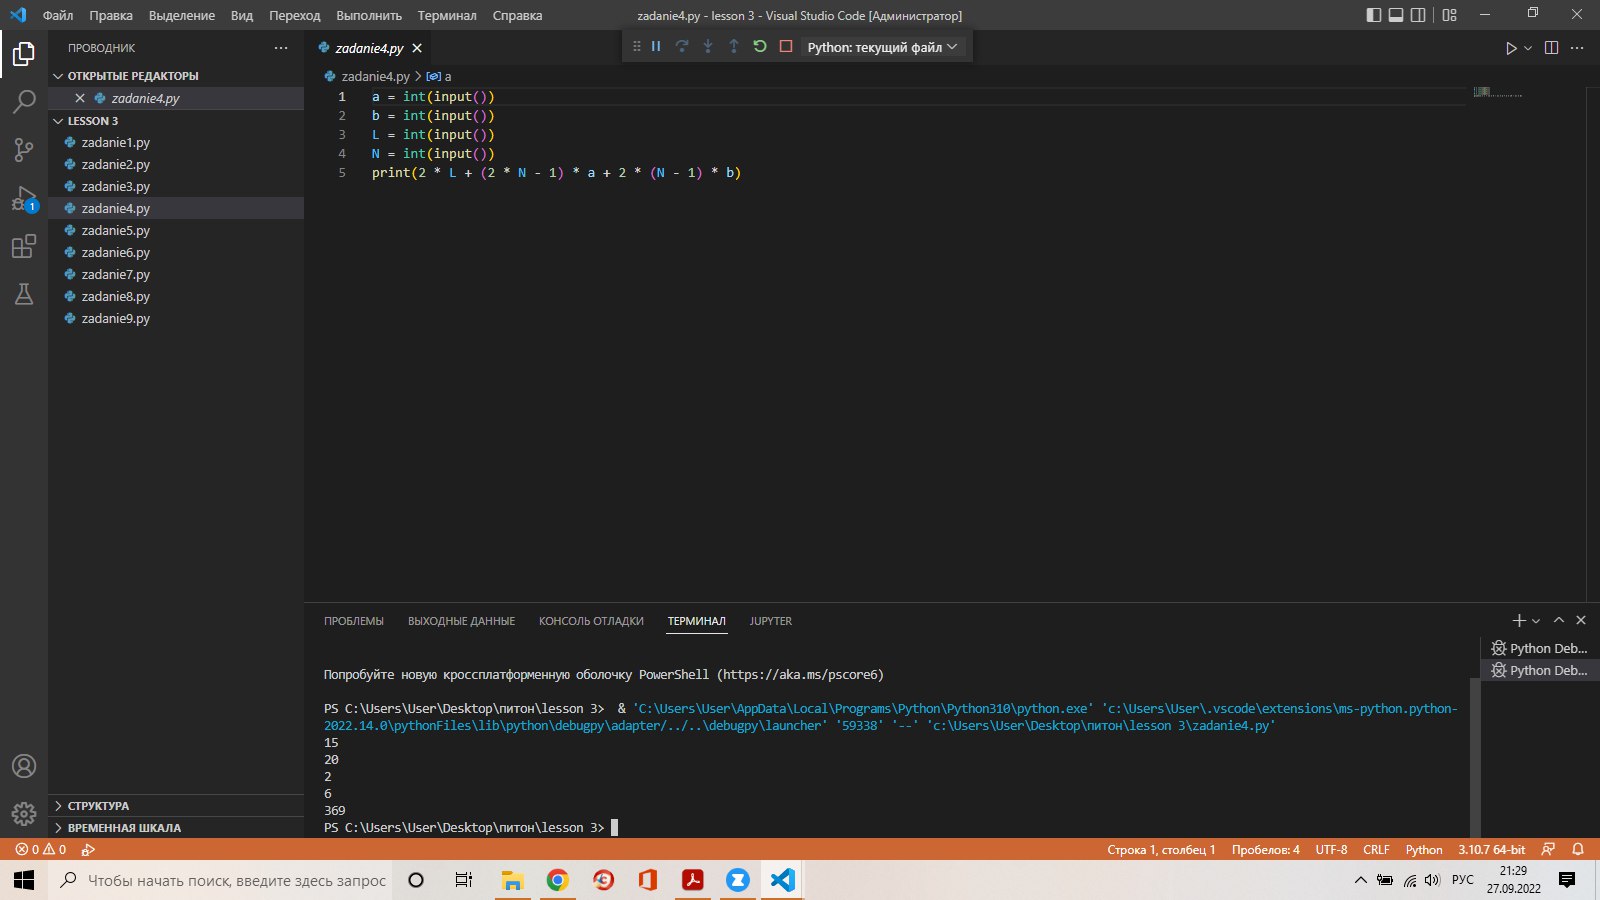 Файл Правка Выделение Вид Переход Выполнить Терминал Справка zadanie4.py - lesson 3 - Visual Studio Code [Администратор]
ПРОВОДНИК
zadanie4.py
Python: текущий файл
ОТКРЫТЫЕ РЕДАКТОРЫ
zadanie4.py
LESSON 3
zadanie1.py
zadanie2.py
zadanie3.py
zadanie4.py
zadanie5.py
zadanie6.py
zadanie7.py
zadanie8.py
zadanie9.py
СТРУКТУРА
ВРЕМЕННАЯ ШКАЛА
1
zadanie4.py > a
1 a = int(input())
2 b = int(input())
3 L = int(input())
4 N = int(input())
5 print(2 * L + (2 * N - 1) * a + 2 * (N - 1) * b)
ПРОБЛЕМЫ ВЫХОДНЫЕ ДАННЫЕ КОНСОЛЬ ОТЛАДКИ ТЕРМИНАЛ JUPYTER
Python Deb...
Python Deb...
Попробуйте новую кроссплатформенную оболочку PowerShell (https://aka.ms/pscore6)
PS C:\Users\User\Desktop\питон\lesson 3>  & 'C:\Users\User\AppData\Local\Programs\Python\Python310\python.exe' 'c:\Users\User\.vscode\extensions\ms-python.python-
2022.14.0\pythonFiles\lib\python\debugpy\adapter/../..\debugpy\launcher' '59338' '--' 'c:\Users\User\Desktop\питон\lesson 3\zadanie4.py'
15
20
2
6
369
PS C:\Users\User\Desktop\питон\lesson 3>
0 0 Строка 1, столбец 1 Пробелов: 4 UTF-8 CRLF Python 3.10.7 64-bit
Чтобы начать поиск, введите здесь запрос
РУС
21:29
27.09.2022